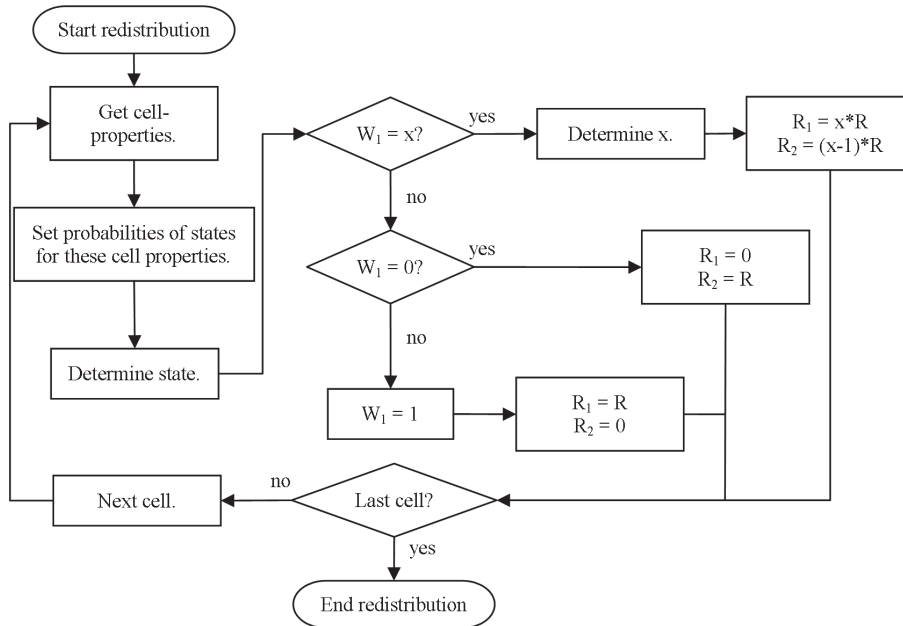 Start redistribution
Get cell-
properties.
Set probabilities of states
for these cell properties.
Determine state.
W₁ = x?
yes
Determine x.
R₁ = x*R
R₂ = (x-1)*R
no
W₁ = 0?
yes
R₁ = 0
R₂ = R
no
W₁ = 1
R₁ = R
R₂ = 0
Last cell?
no
Next cell.
yes
End redistribution